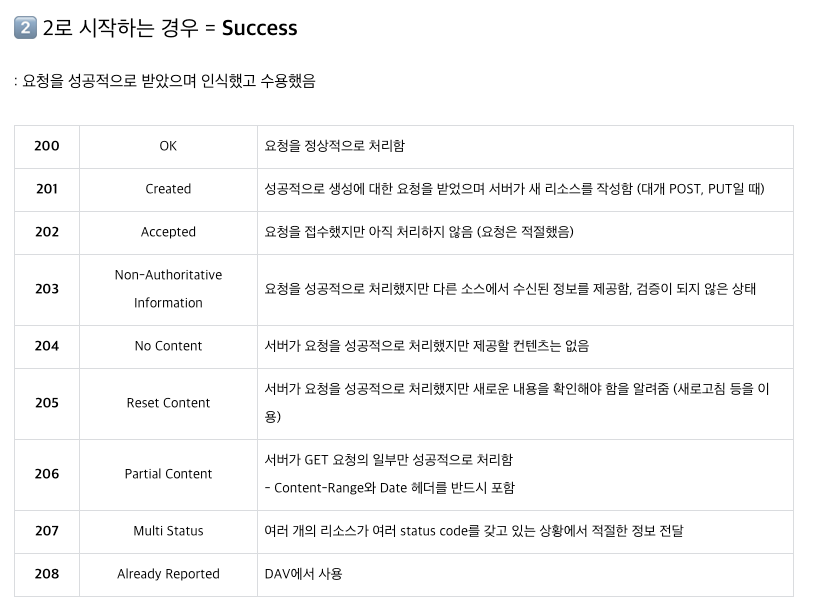 2 2로 시작하는 경우 = Success
: 요청을 성공적으로 받았으며 인식했고 수용했음
200 OK 요청을 정상적으로 처리함
201 Created 성공적으로 생성에 대한 요청을 받었으며 서버가 새 리소스를 작성함 (대개 POST, PUT일 때)
202 Accepted 요청을 접수했지만 아직 처리하지 않음 (요청은 적절했음)
203 Non-Authoritative
Information 요청을 성공적으로 처리했지만 다른 소스에서 수신된 정보를 제공함, 검증이 되지 않은 상태
204 No Content 서버가 요청을 성공적으로 처리했지만 제공할 컨텐츠는 없음
205 Reset Content 서버가 요청을 성공적으로 처리했지만 새로운 내용을 확인해야 함을 알려줌 (새로고침 등을 이
용)
206 Partial Content 서버가 GET 요청의 일부만 성공적으로 처리함
- Content-Range와 Date 헤더를 반드시 포함
207 Multi Status 여러 개의 리소스가 여러 status code를 갖고 있는 상황에서 적절한 정보 전달
208 Already Reported DAV에서 사용